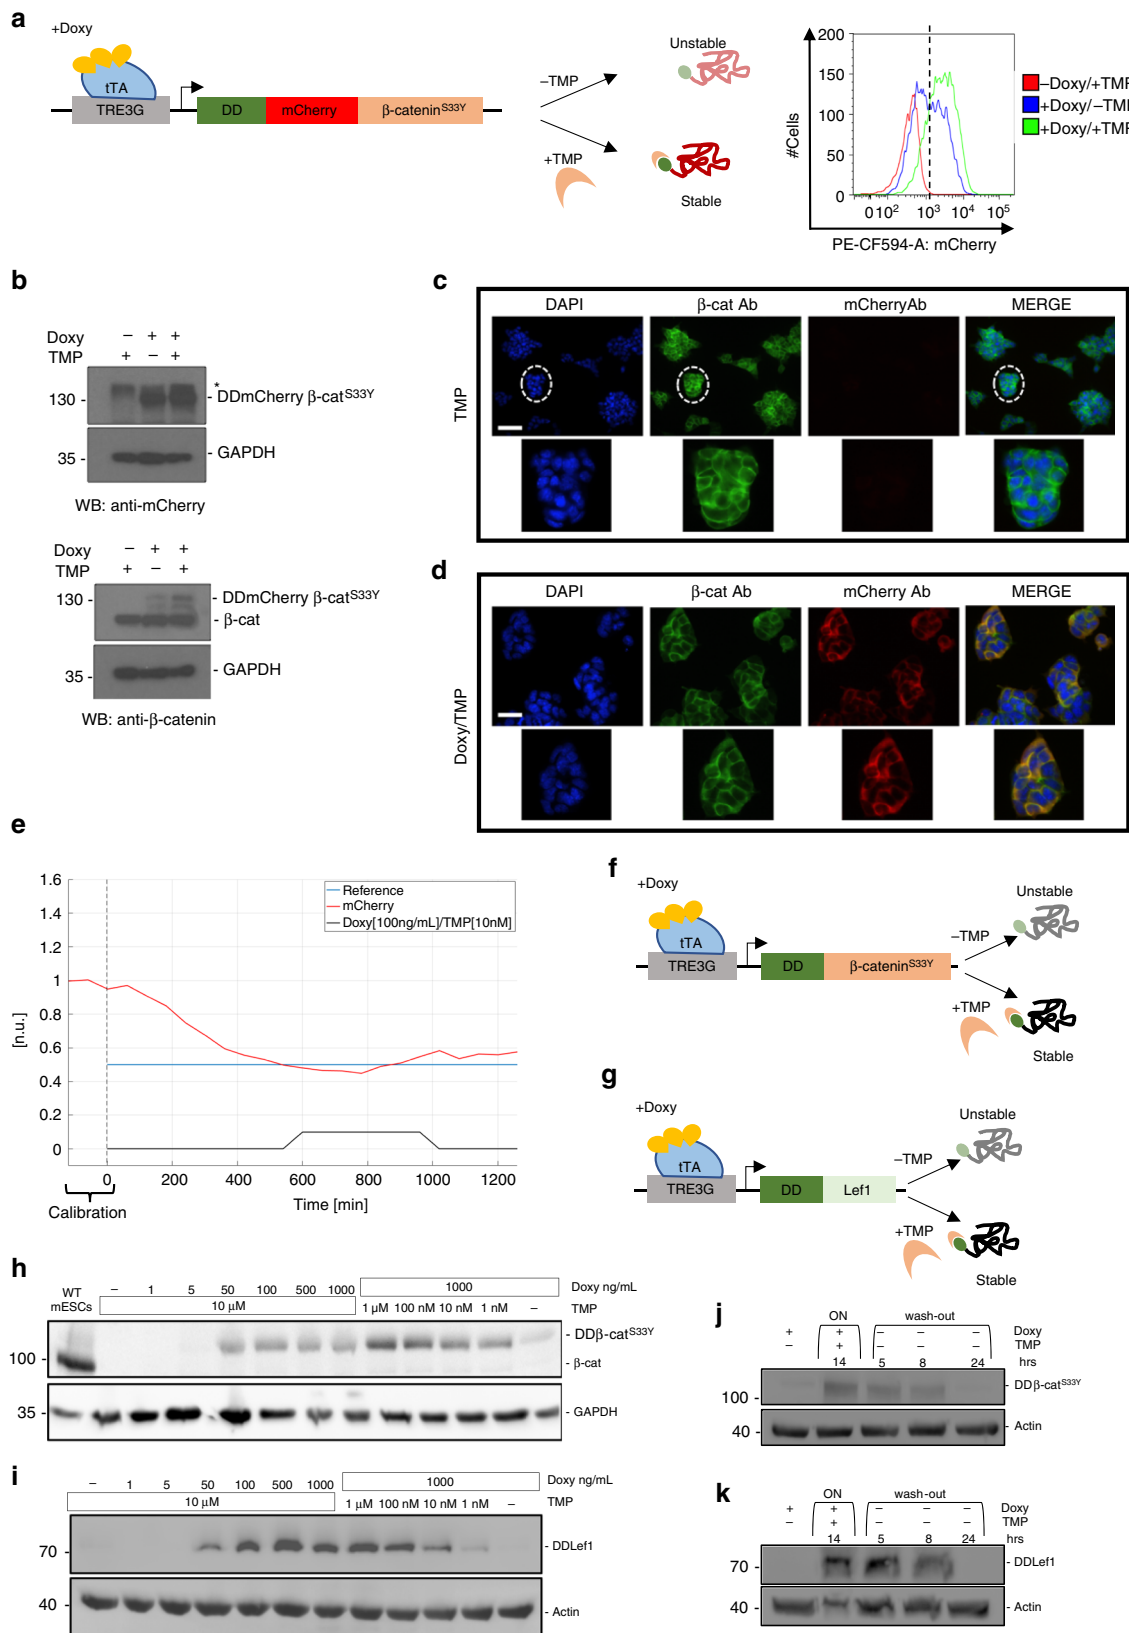 a
+Doxy
tTA
TRE3G
DD
mCherry
β-catenin^S33Y
–TMP
+TMP
Unstable
Stable
200
150
100
50
0
#Cells
0 10² 10³ 10⁴ 10⁵
PE-CF594-A: mCherry
–Doxy/+TMP
+Doxy/–TMP
+Doxy/+TMP
b
Doxy – + +
TMP + – +
*
130 -
- DDmCherry β-cat^S33Y
35 -
- GAPDH
WB: anti-mCherry
Doxy – + +
TMP + – +
130 -
- DDmCherry β-cat^S33Y
- β-cat
35 -
- GAPDH
WB: anti-β-catenin
c
DAPI β-cat Ab mCherryAb MERGE
TMP
d
DAPI β-cat Ab mCherry Ab MERGE
Doxy/TMP
e
1.6
1.4
1.2
1
0.8
0.6
0.4
0.2
0
[n.u.]
Reference
mCherry
Doxy[100ng/mL]/TMP[10nM]
0 200 400 600 800 1000 1200
Time [min]
Calibration
f
+Doxy
tTA
TRE3G
DD
β-catenin^S33Y
–TMP
+TMP
Unstable
Stable
g
+Doxy
tTA
TRE3G
DD
Lef1
–TMP
+TMP
Unstable
Stable
h
WT mESCs
– 1 5 50 100 500 1000 1000 Doxy ng/mL
10 µM 1 µM 100 nM 10 nM 1 nM – TMP
- DDβ-cat^S33Y
100 -
- β-cat
35 -
- GAPDH
i
– 1 5 50 100 500 1000 1000 Doxy ng/mL
10 µM 1 µM 100 nM 10 nM 1 nM – TMP
70 -
- DDLef1
40 -
- Actin
j
ON wash-out
+ + – – – Doxy
– + – – – TMP
14 5 8 24 hrs
- DDβ-cat^S33Y
100 -
40 -
- Actin
k
ON wash-out
+ + – – – Doxy
– + – – – TMP
14 5 8 24 hrs
70 -
- DDLef1
40 -
- Actin